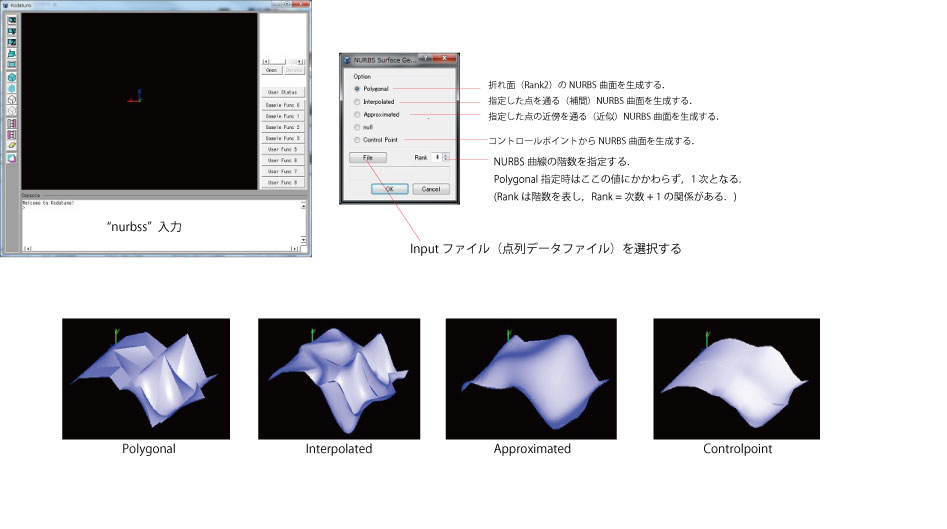 Kodatuno
Open
Delete
User Status
Sample Func 0
Sample Func 1
Sample Func 2
Sample Func 3
User Func 5
User Func 6
User Func 7
User Func 8
User Func 9
Console
Welcome to Kodatuno!
>
“nurbss” 入力
NURBS Surface Ge...
Option
Polygonal
Interpolated
Approximated
null
Control Point
File
Rank
OK
Cancel
折れ面（Rank2）の NURBS 曲面を生成する．
指定した点を通る（補間）NURBS 曲面を生成する．
指定した点の近傍を通る（近似）NURBS 曲面を生成する．
コントロールポイントから NURBS 曲面を生成する．
NURBS 曲線の階数を指定する．
Polygonal 指定時はここの値にかかわらず，1 次となる．
(Rank は階数を表し，Rank = 次数 + 1 の関係がある．)
Input ファイル（点列データファイル）を選択する
Polygonal
Interpolated
Approximated
Controlpoint